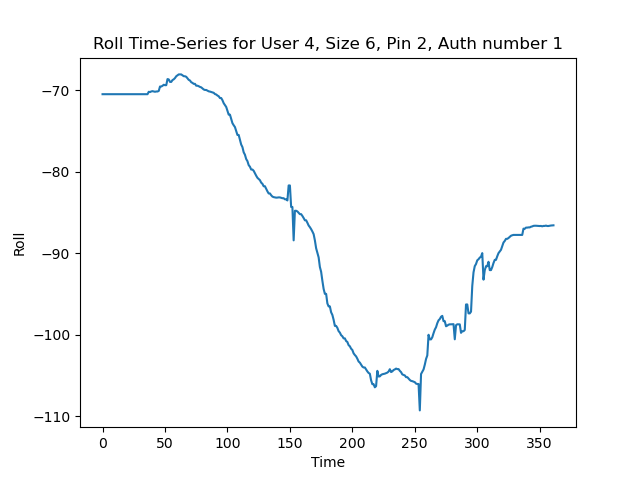 Roll Time-Series for User 4, Size 6, Pin 2, Auth number 1
−70
−80
−90
−100
−110
Roll
0 50 100 150 200 250 300 350
Time